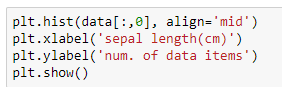 plt.hist(data[:,0], align='mid')
plt.xlabel('sepal length(cm)')
plt.ylabel('num. of data items')
plt.show()